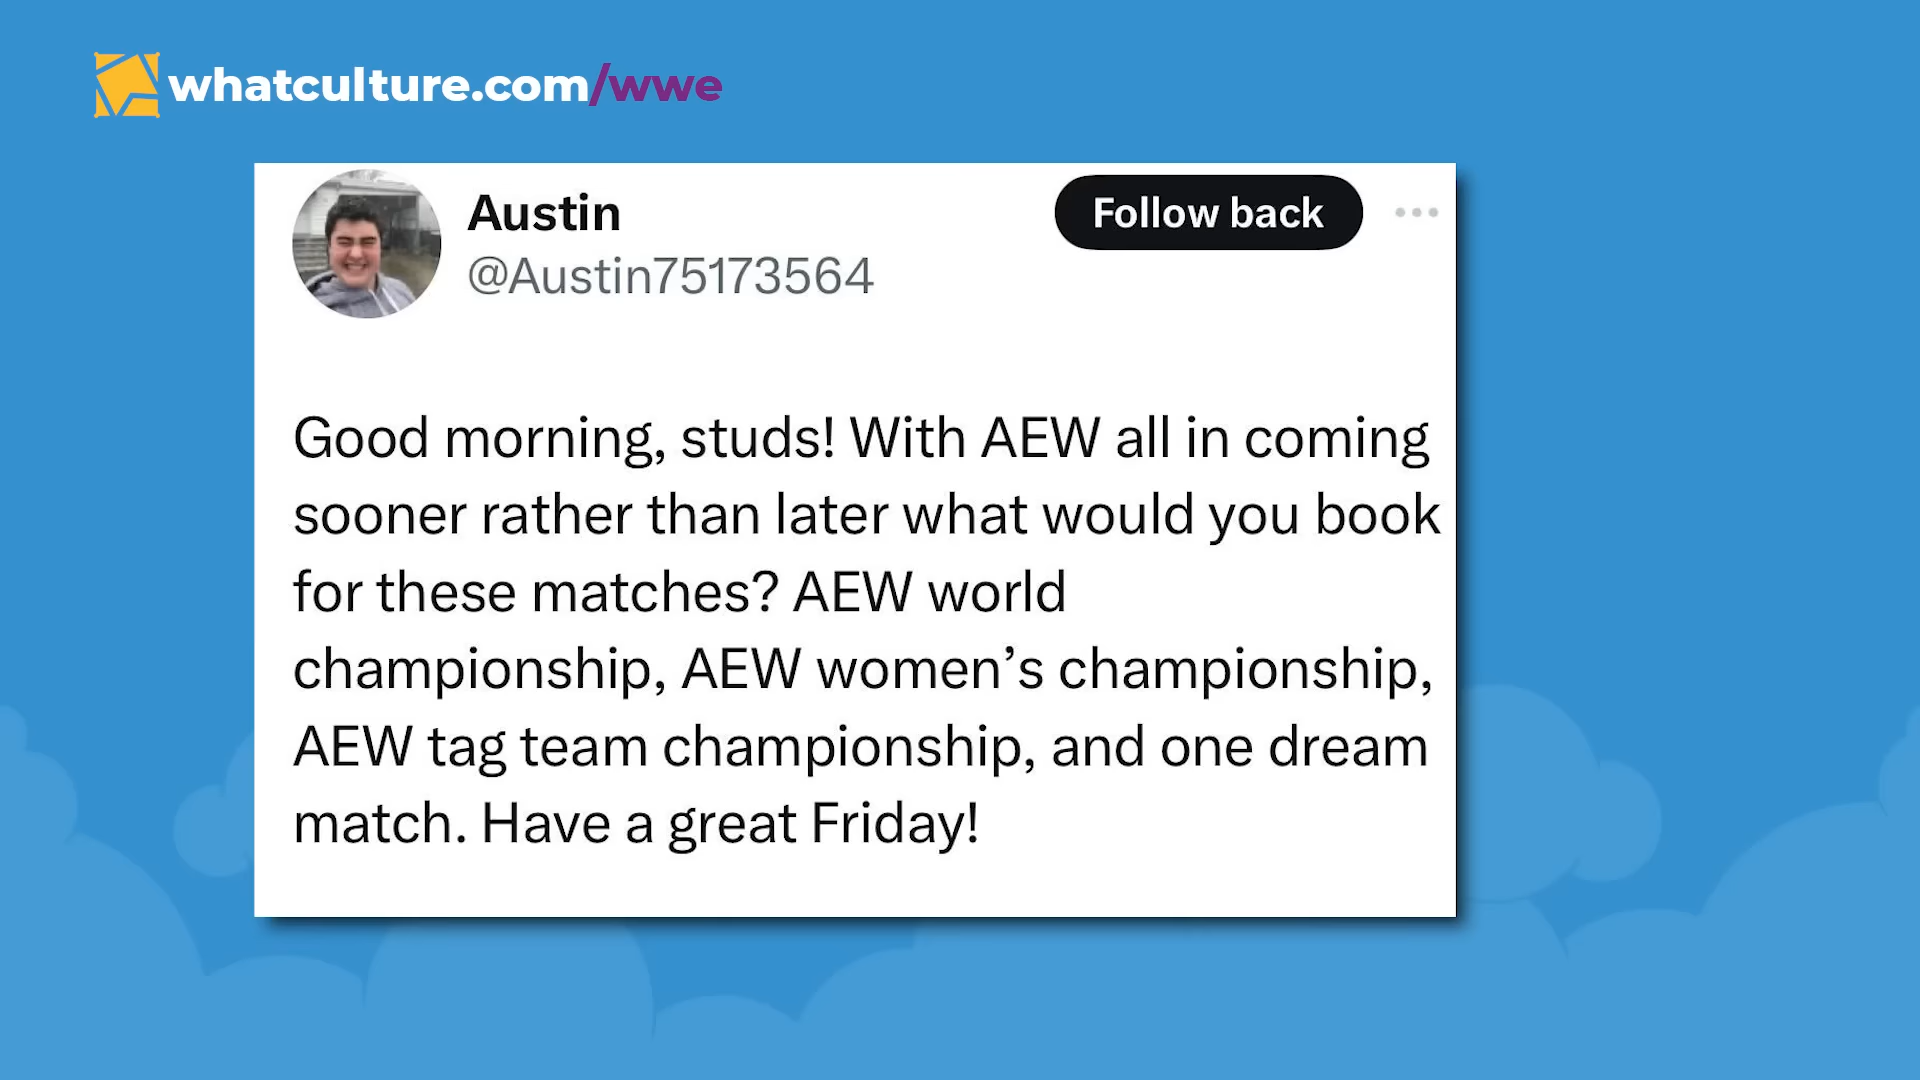 whatculture.com/wwe
Austin
Follow back
@Austin75173564
Good morning, studs! With AEW all in coming
sooner rather than later what would you book
for these matches? AEW world
championship, AEW women’s championship,
AEW tag team championship, and one dream
match. Have a great Friday!